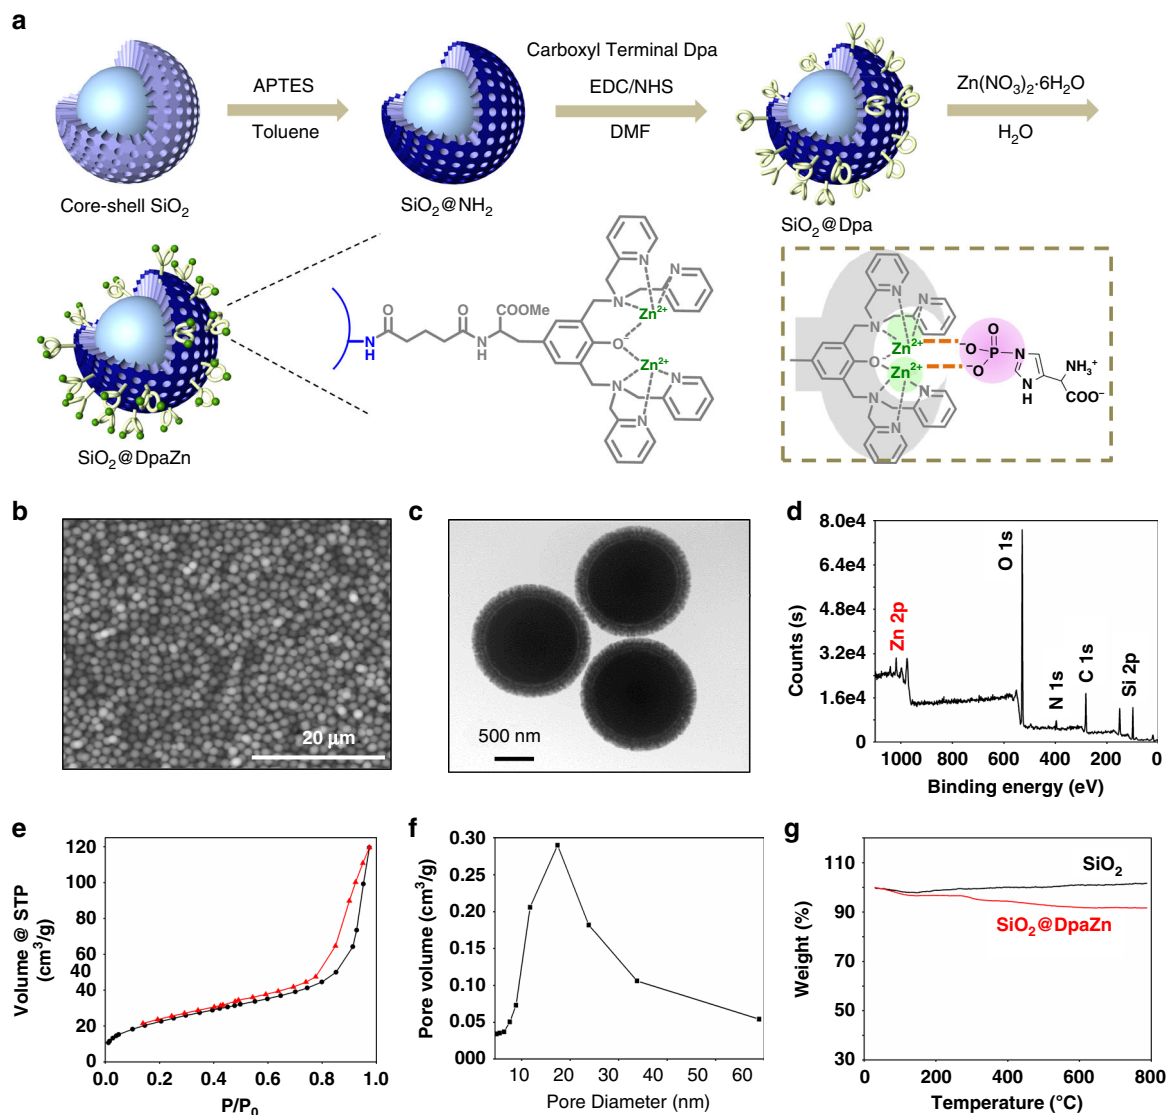 a
APTES
Toluene
Carboxyl Terminal Dpa
EDC/NHS
DMF
Zn(NO₃)₂·6H₂O
H₂O
Core-shell SiO₂
SiO₂@NH₂
SiO₂@Dpa
SiO₂@DpaZn
N
H
O
O
N
H
COOMe
N
N
N
Zn²⁺
O⁻
Zn²⁺
N
N
N
N
N
N
Zn²⁺
O⁻
Zn²⁺
N
N
N
O
⁻O
P
⁻O
N
N
H
NH₃⁺
COO⁻
b
20 µm
c
500 nm
d
8.0e4
6.4e4
4.8e4
3.2e4
1.6e4
0
Counts (s)
Zn 2p
O 1s
N 1s
C 1s
Si 2p
1000 800 600 400 200 0
Binding energy (eV)
e
120
100
80
60
40
40
20
0
Volume @ STP
(cm³/g)
0.0 0.2 0.4 0.6 0.8 1.0
P/P₀
f
0.30
0.20
0.30
0.10
0.05
000
Pore volume (cm³/g)
10 20 30 40 50 60
Pore Diameter (nm)
g
110
90
70
50
30
Weight (%)
SiO₂
SiO₂@DpaZn
0 200 400 600 800
Temperature (°C)